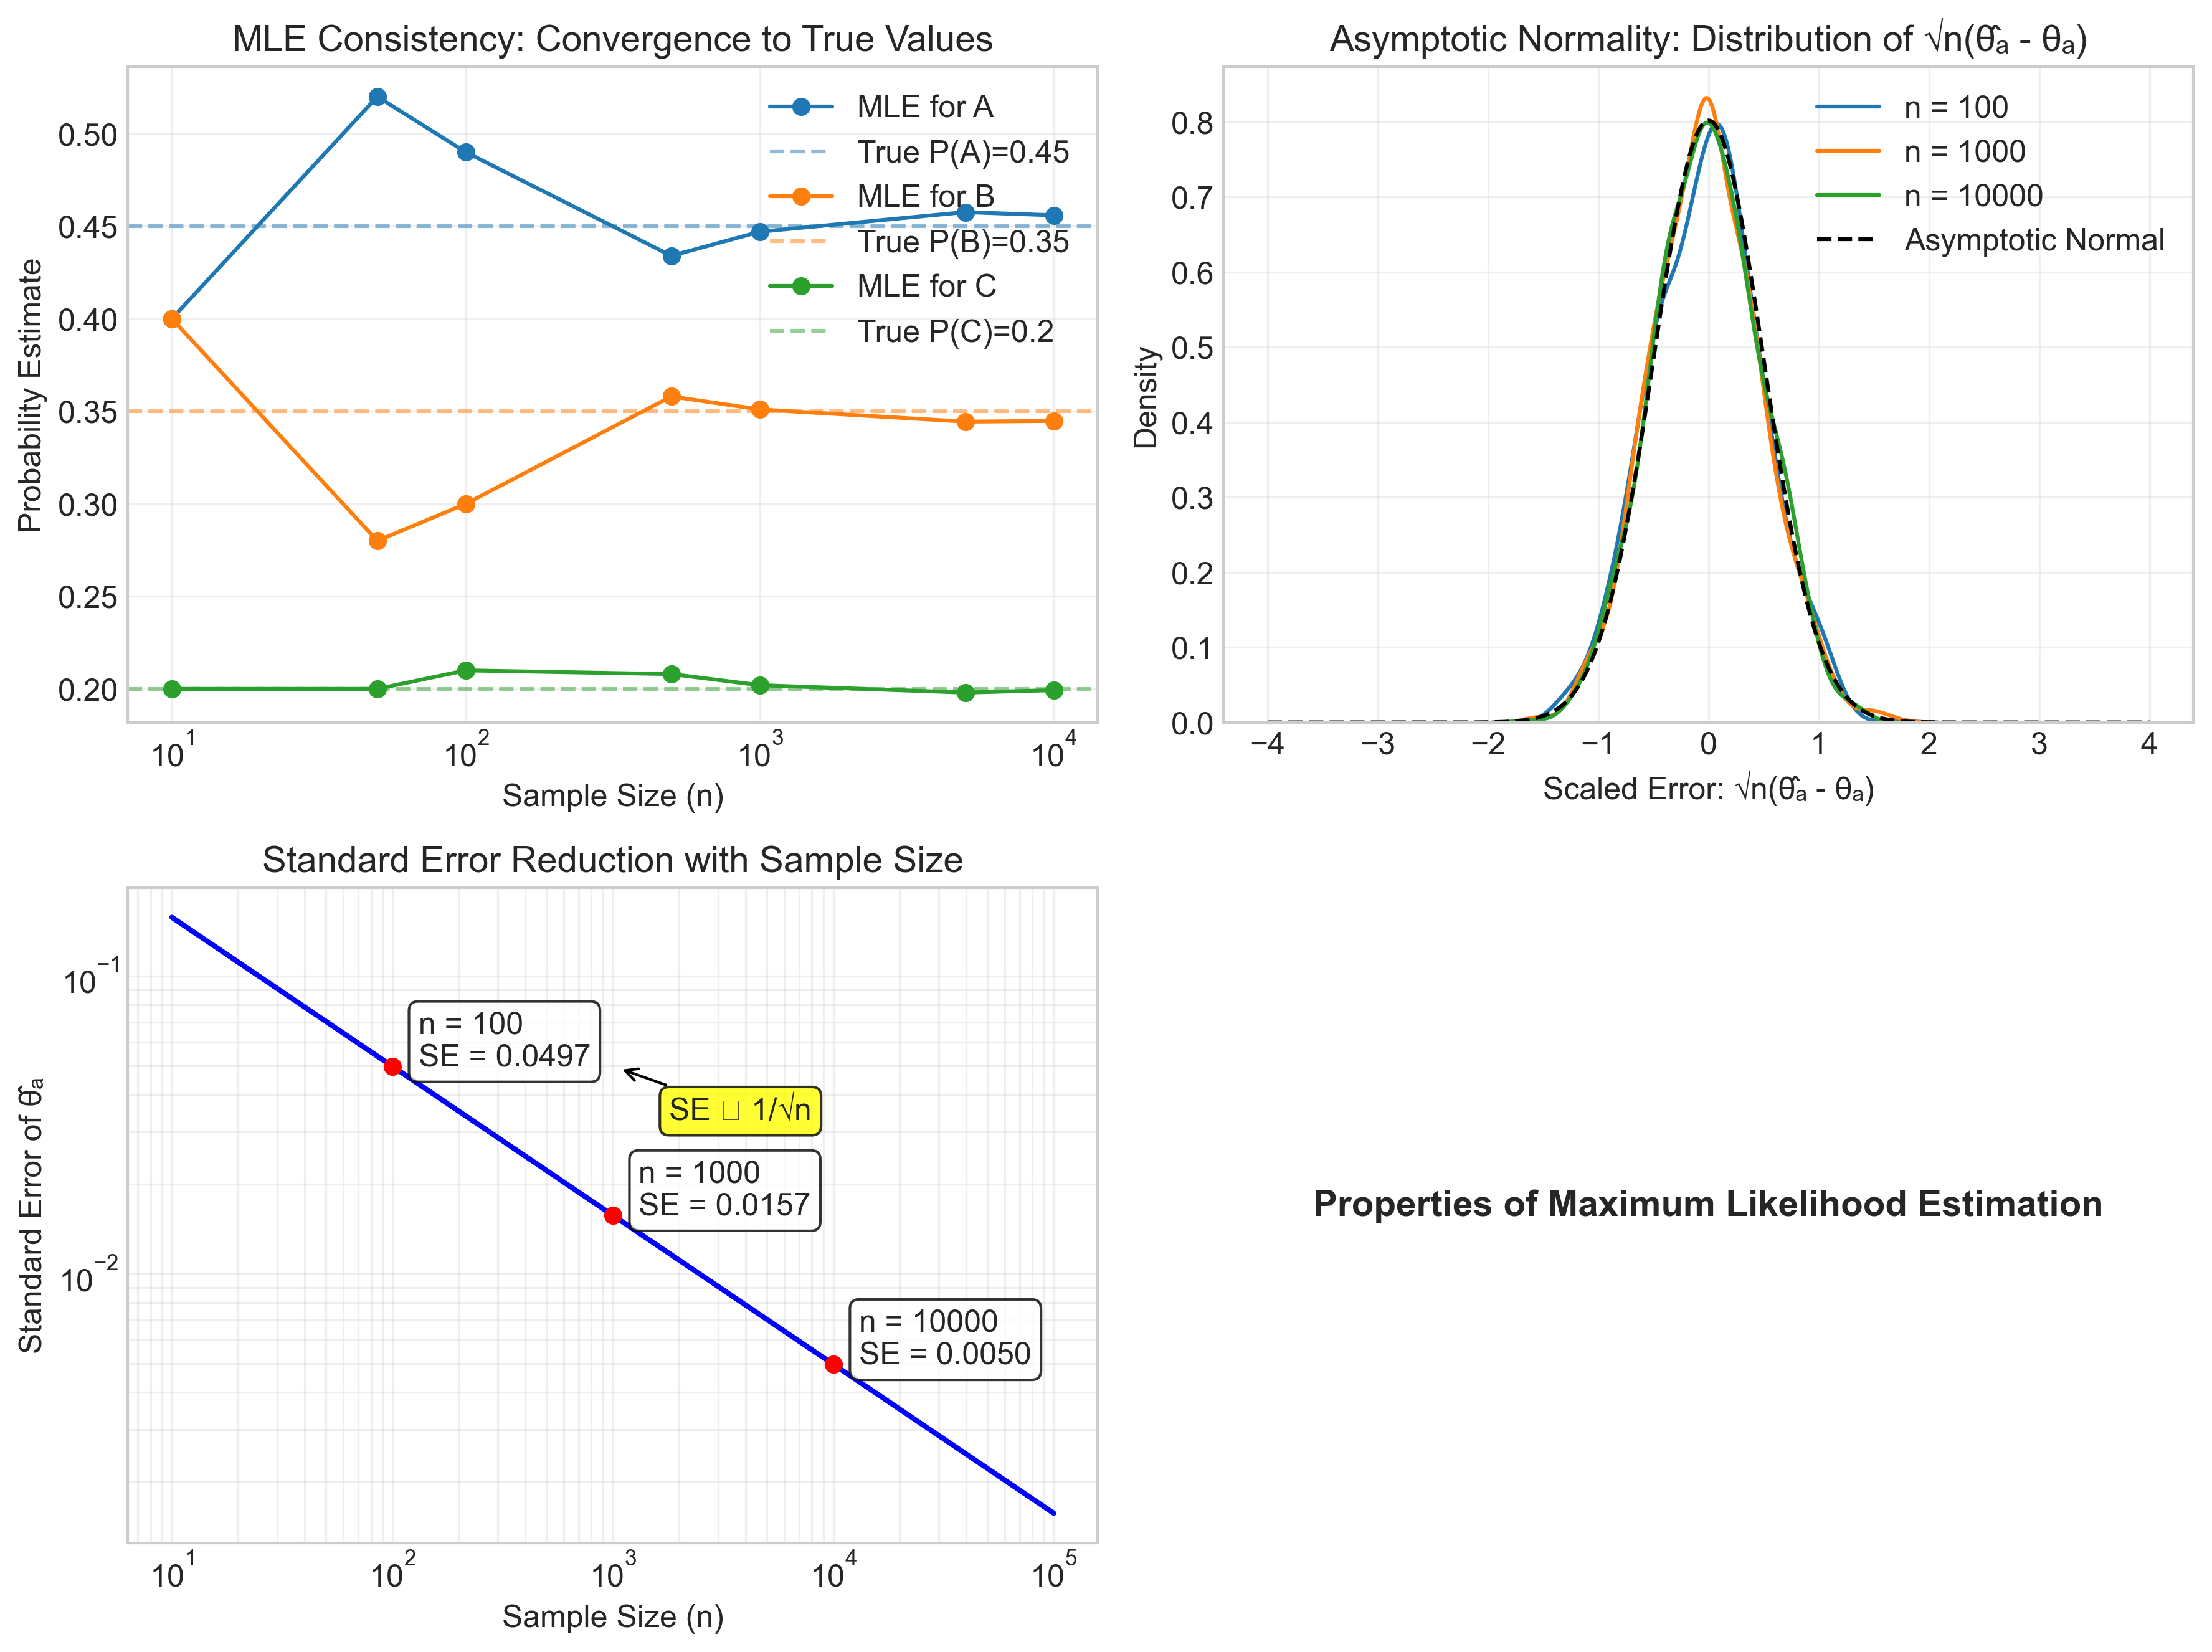 MLE Consistency: Convergence to True Values
Probability Estimate
0.50
0.45
0.40
0.35
0.30
0.25
0.20
MLE for A
True P(A)=0.45
MLE for B
True P(B)=0.35
MLE for C
True P(C)=0.2
10¹ 10² 10³ 10⁴
Sample Size (n)
Asymptotic Normality: Distribution of √n(θ̂ₐ - θₐ)
Density
0.8
0.7
0.6
0.5
0.4
0.3
0.2
0.1
0.0
n = 100
n = 1000
n = 10000
Asymptotic Normal
−4 −3 −2 −1 0 1 2 3 4
Scaled Error: √n(θ̂ₐ - θₐ)
Standard Error Reduction with Sample Size
Standard Error of θ̂ₐ
10⁻¹
10⁻²
n = 100
SE = 0.0497
SE □ 1/√n
n = 1000
SE = 0.0157
n = 10000
SE = 0.0050
10¹ 10² 10³ 10⁴ 10⁵
Sample Size (n)
Properties of Maximum Likelihood Estimation